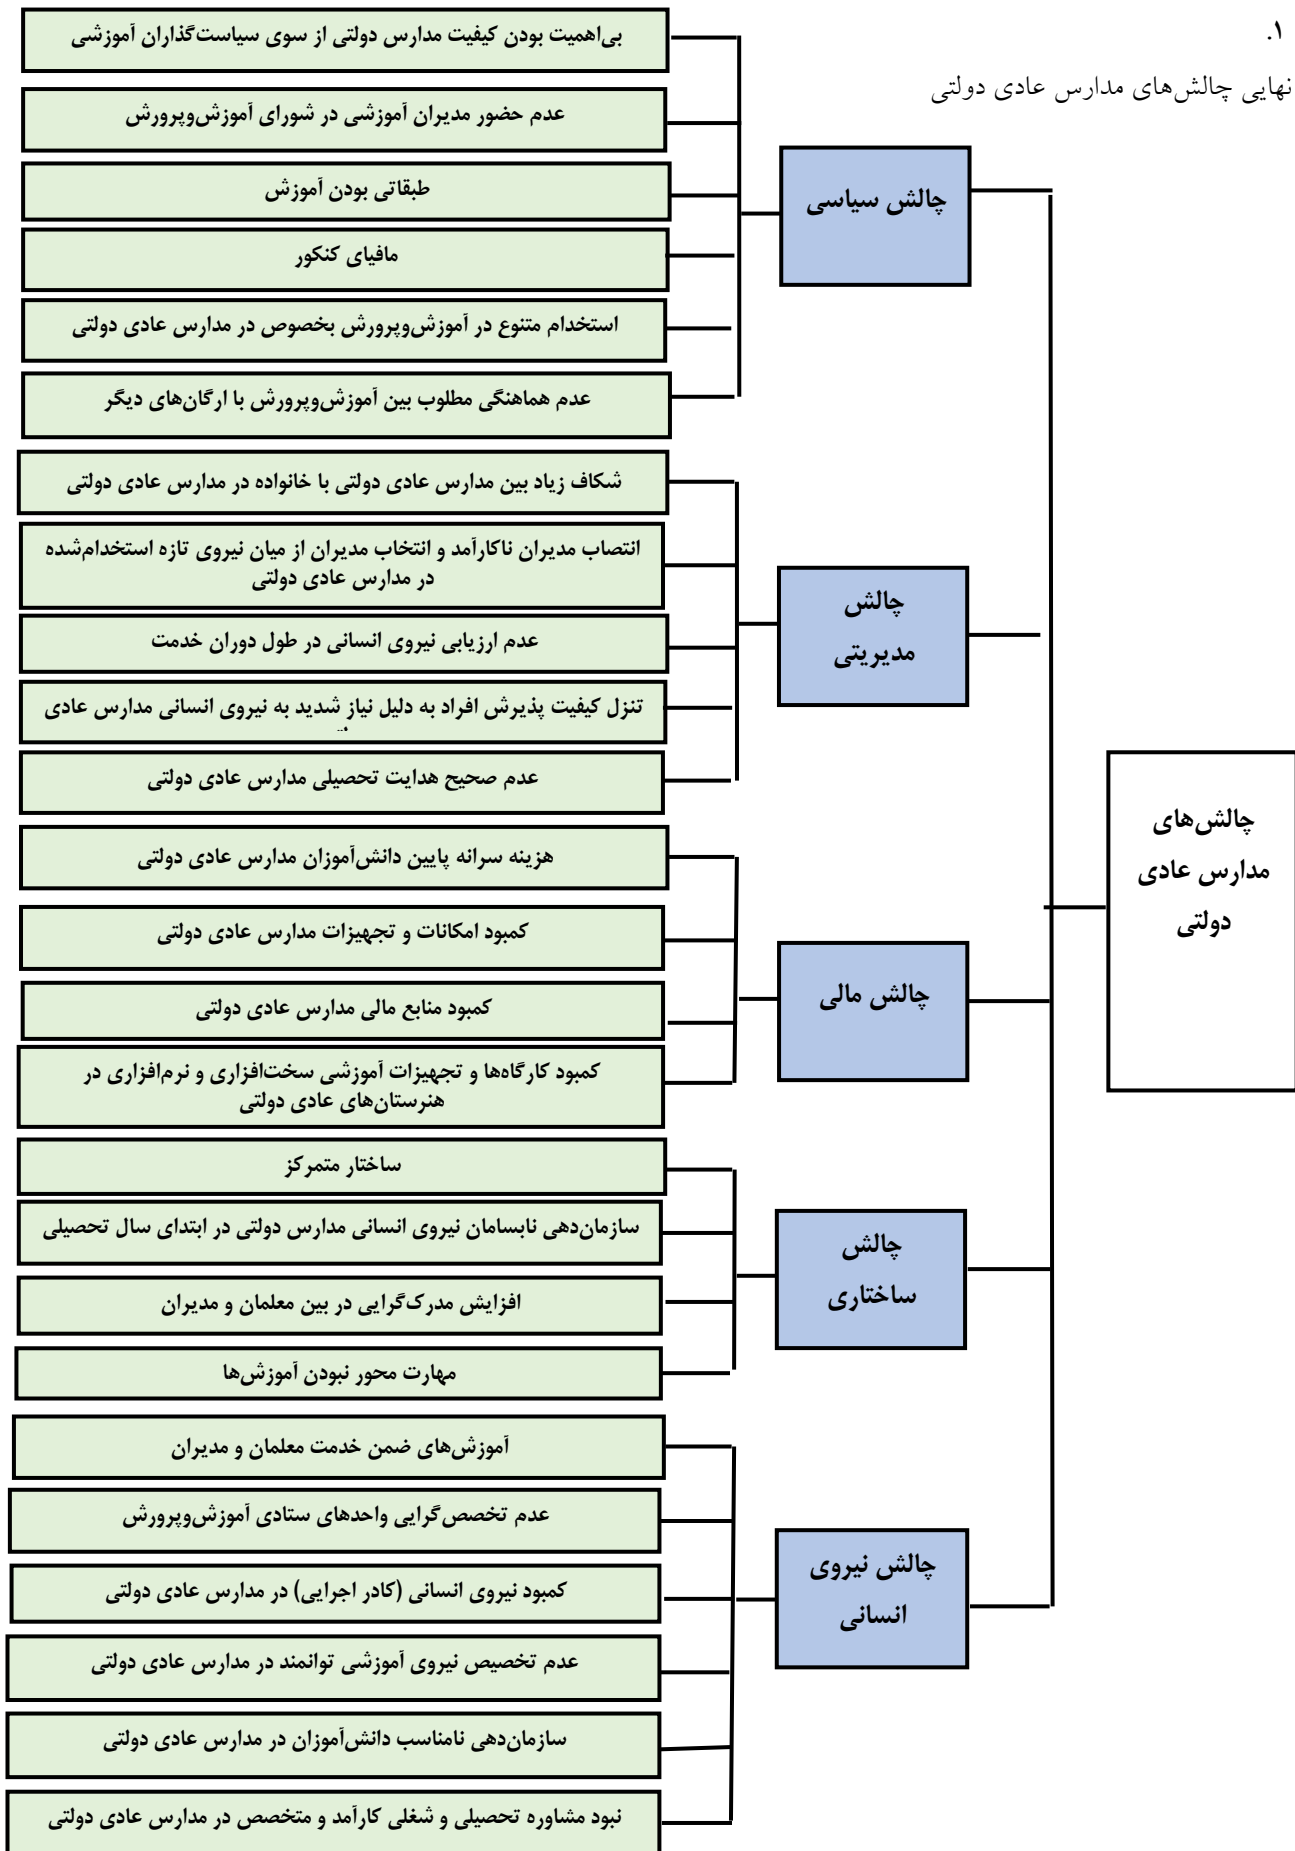 ۱.
نهایی چالش‌های مدارس عادی دولتی
چالش‌های
مدارس عادی
دولتی
چالش سیاسی
بی‌اهمیت بودن کیفیت مدارس دولتی از سوی سیاست‌گذاران آموزشی
عدم حضور مدیران آموزشی در شورای آموزش‌وپرورش
طبقاتی بودن آموزش
مافیای کنکور
استخدام متنوع در آموزش‌وپرورش بخصوص در مدارس عادی دولتی
عدم هماهنگی مطلوب بین آموزش‌وپرورش با ارگان‌های دیگر
چالش
مدیریتی
شکاف زیاد بین مدارس عادی دولتی با خانواده در مدارس عادی دولتی
انتصاب مدیران ناکارآمد و انتخاب مدیران از میان نیروی تازه استخدام‌شده
در مدارس عادی دولتی
عدم ارزیابی نیروی انسانی در طول دوران خدمت
تنزل کیفیت پذیرش افراد به دلیل نیاز شدید به نیروی انسانی مدارس عادی
عدم صحیح هدایت تحصیلی مدارس عادی دولتی
چالش مالی
هزینه سرانه پایین دانش‌آموزان مدارس عادی دولتی
کمبود امکانات و تجهیزات مدارس عادی دولتی
کمبود منابع مالی مدارس عادی دولتی
کمبود کارگاه‌ها و تجهیزات آموزشی سخت‌افزاری و نرم‌افزاری در
هنرستان‌های عادی دولتی
چالش
ساختاری
ساختار متمرکز
سازمان‌دهی نابسامان نیروی انسانی مدارس دولتی در ابتدای سال تحصیلی
افزایش مدرک‌گرایی در بین معلمان و مدیران
مهارت محور نبودن آموزش‌ها
چالش نیروی
انسانی
آموزش‌های ضمن خدمت معلمان و مدیران
عدم تخصص‌گرایی واحدهای ستادی آموزش‌وپرورش
کمبود نیروی انسانی (کادر اجرایی) در مدارس عادی دولتی
عدم تخصیص نیروی آموزشی توانمند در مدارس عادی دولتی
سازمان‌دهی نامناسب دانش‌آموزان در مدارس عادی دولتی
نبود مشاوره تحصیلی و شغلی کارآمد و متخصص در مدارس عادی دولتی